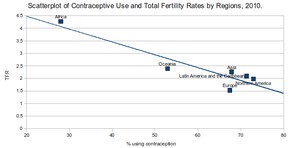 Scatterplot of Contraceptive Use and Total Fertility Rates by Regions, 2010.
4.5
Africa
4
3.5
3
2.5
Oceana
Asia
Latin America and the Caribbean
2
Northern America
Europe
1.5
1
0.5
0
20
30
40
50
60
70
80
TFR
% using contraception